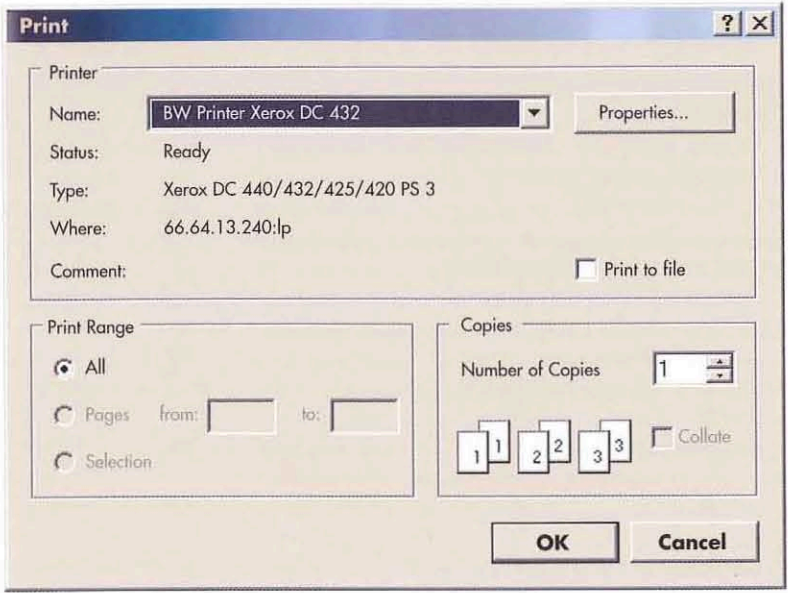 Print
Printer
Name: BW Printer Xerox DC 432 Properties...
Status: Ready
Type: Xerox DC 440/432/425/420 PS 3
Where: 66.64.13.240:lp
Comment: Print to file
Print Range
All
Pages from: to:
Selection
Copies
Number of Copies 1
1 1 2 2 3 3 Collate
OK Cancel